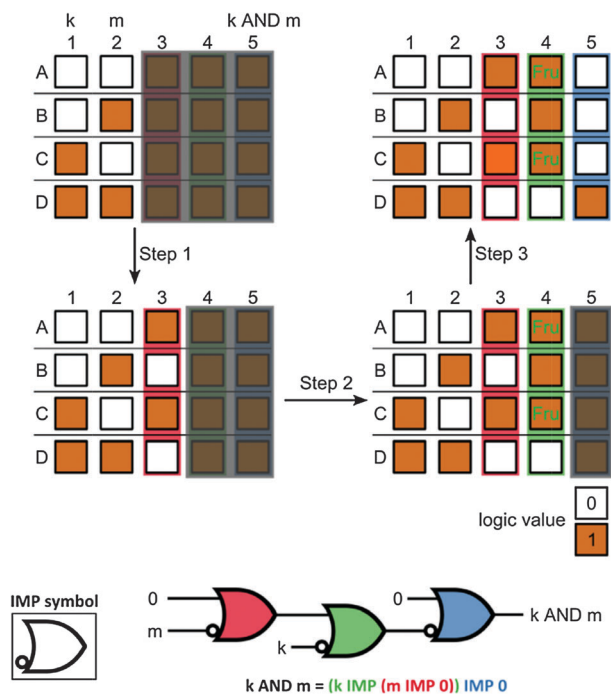 k m k AND m
1 2 3 4 5
A
B
C
D
Step 1
1 2 3 4 5
A Fru
B
C Fru
D
Step 3
1 2 3 4 5
A
B
C
D
Step 2
1 2 3 4 5
A Fru
B
C Fru
D
logic value
0
1
IMP symbol
0
m
k
0
k AND m
k AND m = (k IMP (m IMP 0)) IMP 0